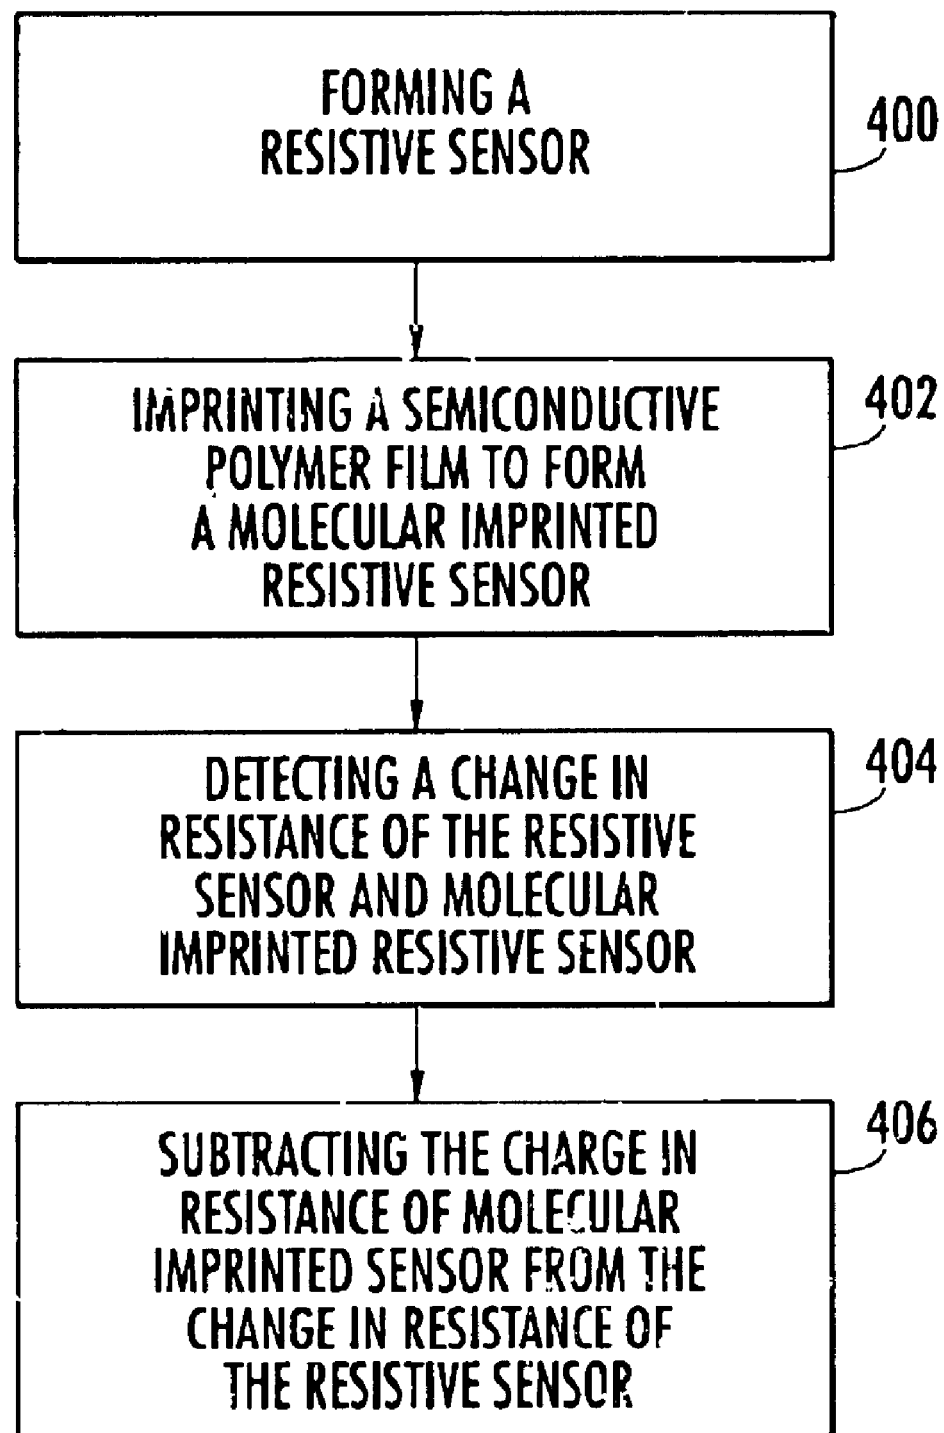 FORMING A
RESISTIVE SENSOR
400
IMPRINTING A SEMICONDUCTIVE
POLYMER FILM TO FORM
A MOLECULAR IMPRINTED
RESISTIVE SENSOR
402
DETECTING A CHANGE IN
RESISTANCE OF THE RESISTIVE
SENSOR AND MOLECULAR
IMPRINTED RESISTIVE SENSOR
404
SUBTRACTING THE CHARGE IN
RESISTANCE OF MOLECULAR
IMPRINTED SENSOR FROM THE
CHANGE IN RESISTANCE OF
THE RESISTIVE SENSOR
406